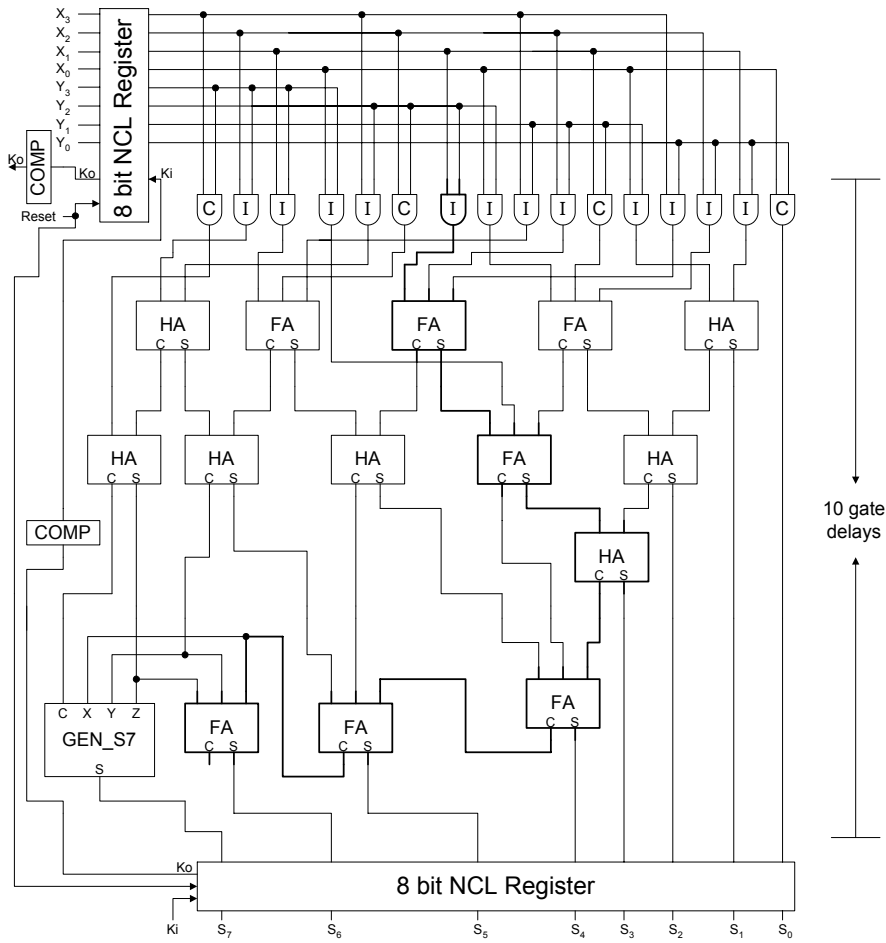 X3
X2
X1
X0
Y3
Y2
Y1
Y0
8 bit NCL Register
COMP
Ko
Ko
Ki
Reset
C I I I I C I I I I C I I I I C
HA FA FA FA HA
C S C S C S C S C S
HA HA HA FA HA
C S C S C S C S C S
10 gate
delays
COMP
HA
C S
FA
C S
C X Y Z
GEN_S7
S
FA FA
C S C S
Ko
8 bit NCL Register
Ki
S7 S6 S5 S4 S3 S2 S1 S0